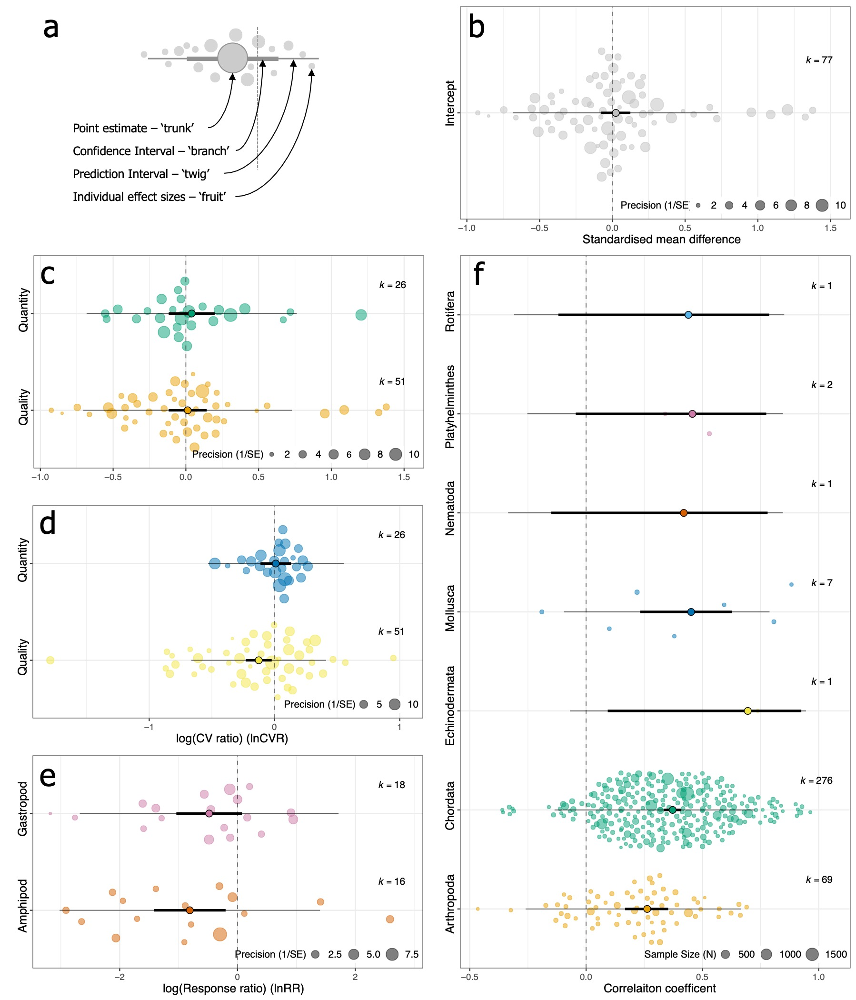 a
Point estimate – ‘trunk’
Confidence Interval – ‘branch’
Prediction Interval – ‘twig’
Individual effect sizes – ‘fruit’
b
k = 77
Intercept
Precision (1/SE) 2 4 6 8 10
−1.0 −0.5 0.0 0.5 1.0 1.5
Standardised mean difference
c
k = 26
Quantity
k = 51
Quality
Precision (1/SE) 2 4 6 8 10
−1.0 −0.5 0.0 0.5 1.0 1.5
d
k = 26
Quantity
k = 51
Quality
Precision (1/SE) 5 10
−1 0 1
log(CV ratio) (lnCVR)
e
k = 18
Gastropod
k = 16
Amphipod
Precision (1/SE) 2.5 5.0 7.5
−2 0 2
log(Response ratio) (lnRR)
f
k = 1
Rotifera
k = 2
Platyhelminthes
k = 1
Nematoda
k = 7
Mollusca
k = 1
Echinodermata
k = 276
Chordata
k = 69
Arthropoda
Sample Size (N) 500 1000 1500
−0.5 0.0 0.5 1.0
Correlaiton coefficent